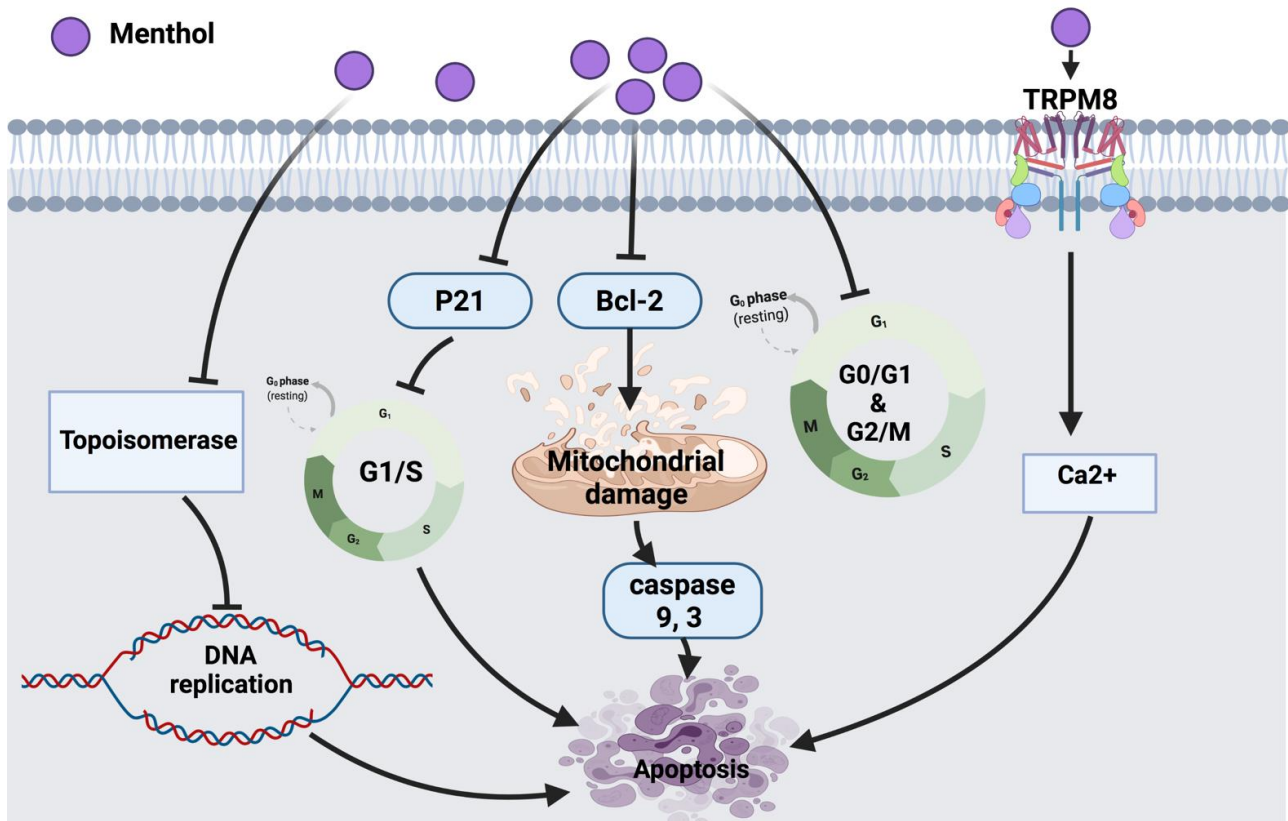 Menthol
TRPM8
P21
Bcl-2
G₀ phase
(resting)
G₁
G0/G1
&
G2/M
M
S
G₂
Topoisomerase
G₀ phase
(resting)
G₁
G1/S
M
S
G₂
Mitochondrial
damage
Ca2+
caspase
9, 3
DNA
replication
Apoptosis